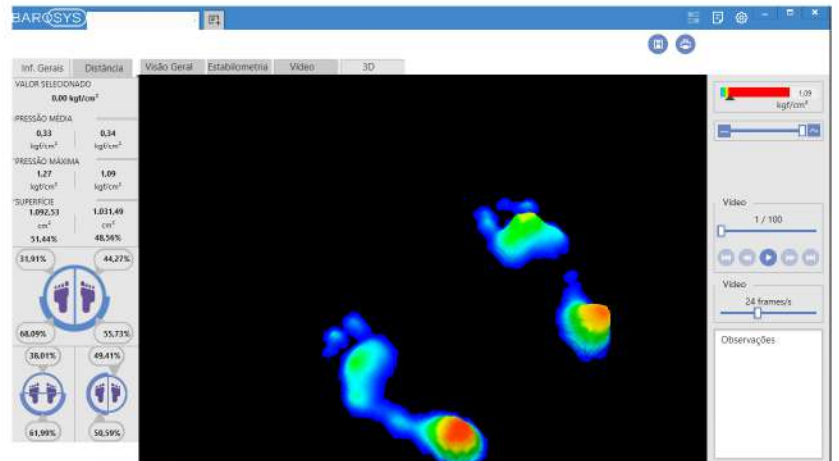 BAROSYS
Inf. Gerais Distância Visão Geral Estabilometria Vídeo 3D
VALOR SELECIONADO
0.00 kgf/cm²
PRESSÃO MÉDIA
0,33 0,34
kgf/cm² kgf/cm²
PRESSÃO MÁXIMA
1,27 1,09
kgf/cm² kgf/cm²
SUPERFÍCIE
1.092,53 1.031,49
cm² cm²
51,44% 48,56%
31,91% 44,27%
68,09% 55,73%
38,01% 49,41%
61,99% 50,59%
1,09
kgf/cm²
Vídeo
1 / 100
Vídeo
24 frames/s
Observações